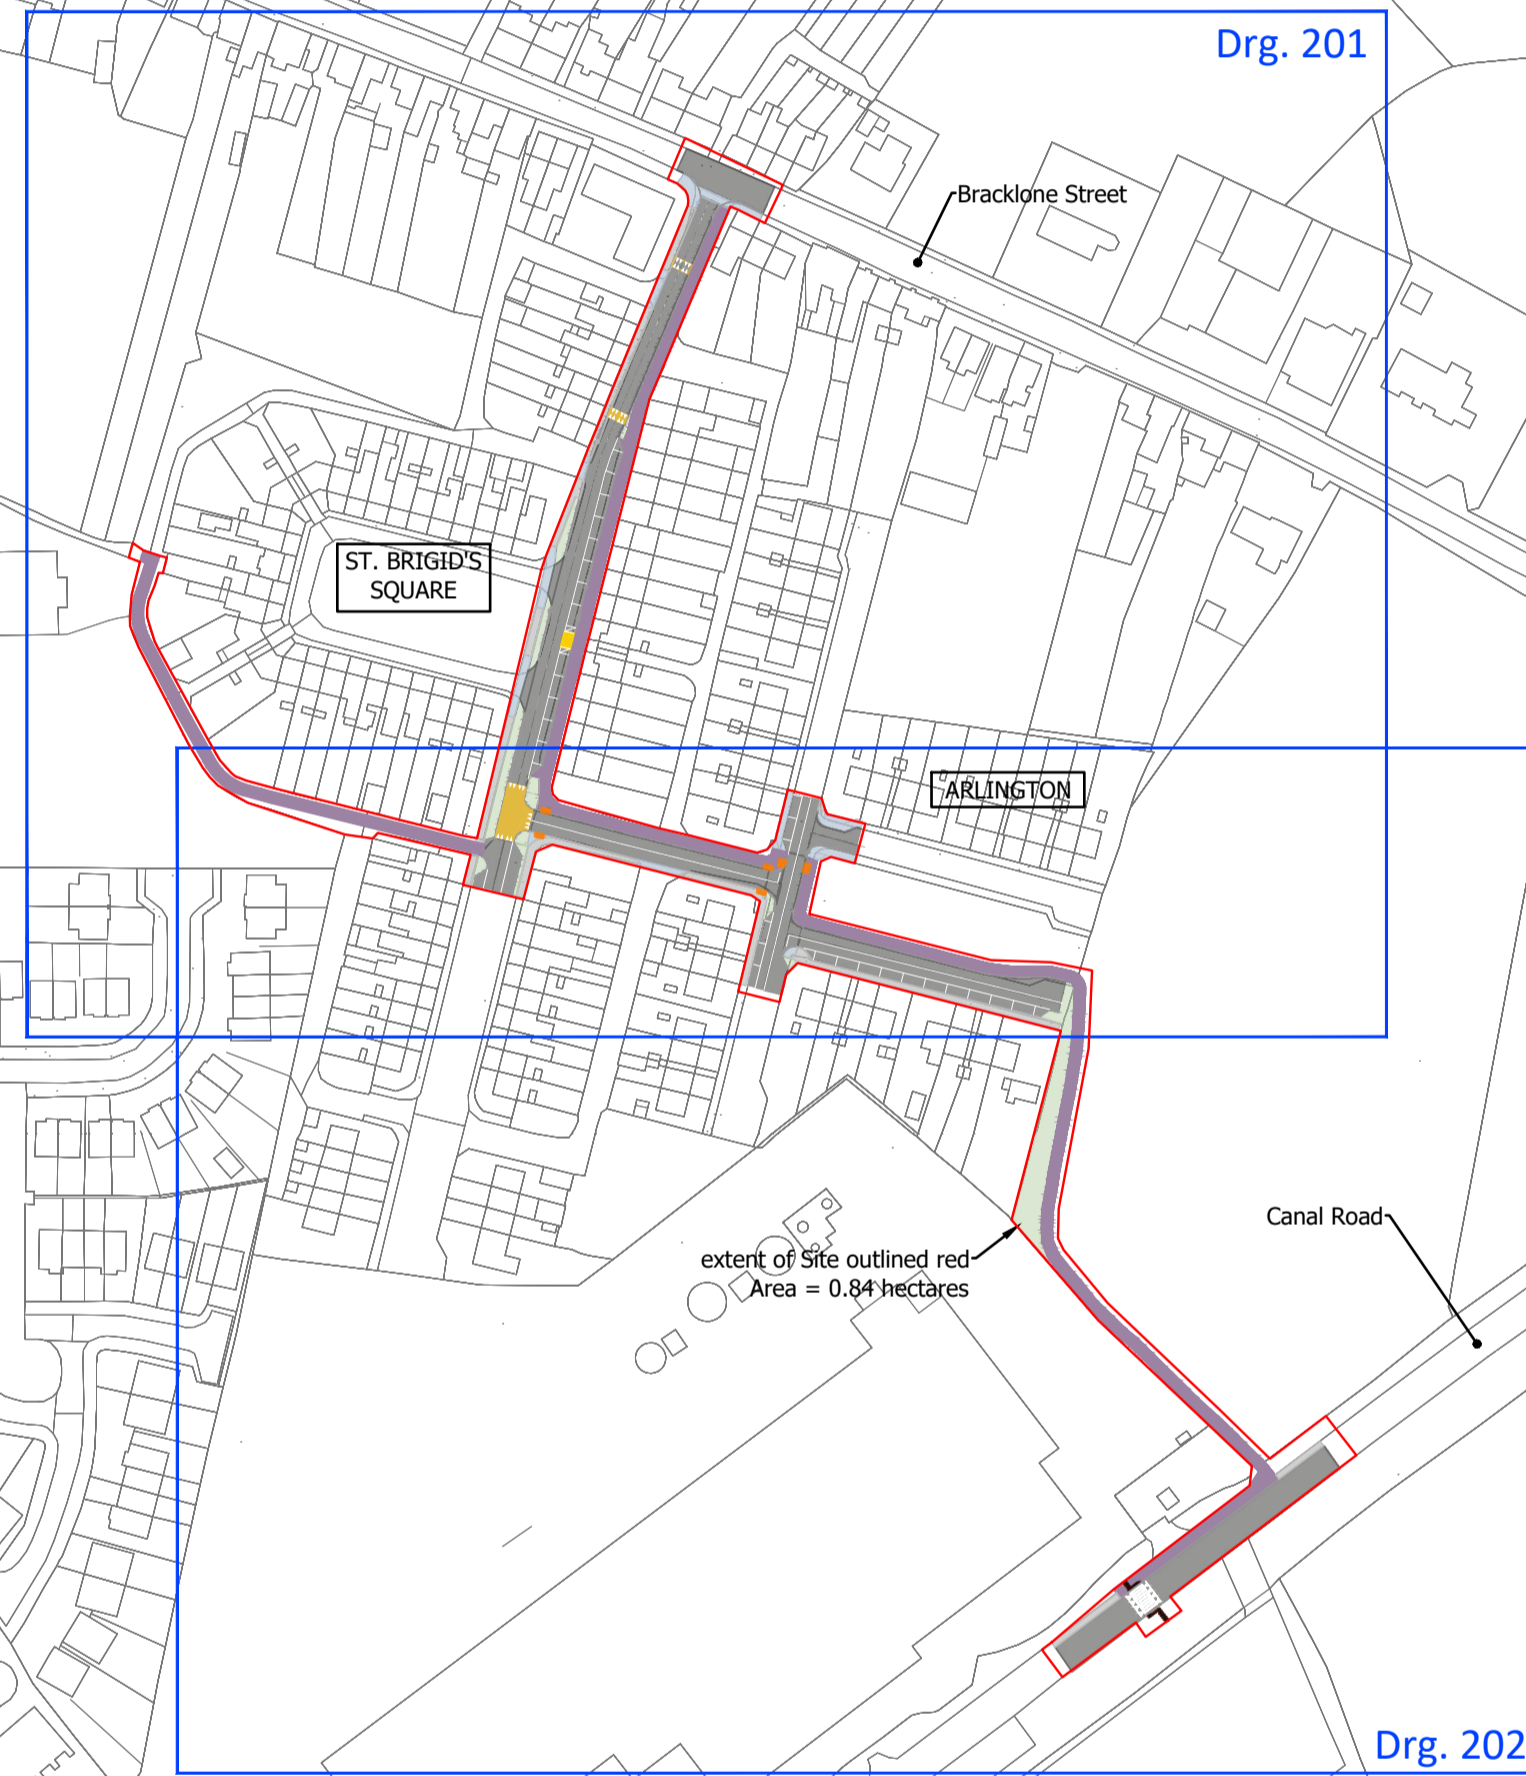 Drg. 201
Bracklone Street
ST. BRIGID'S
SQUARE
ARLINGTON
Canal Road
extent of Site outlined red
Area = 0.84 hectares
Drg. 202